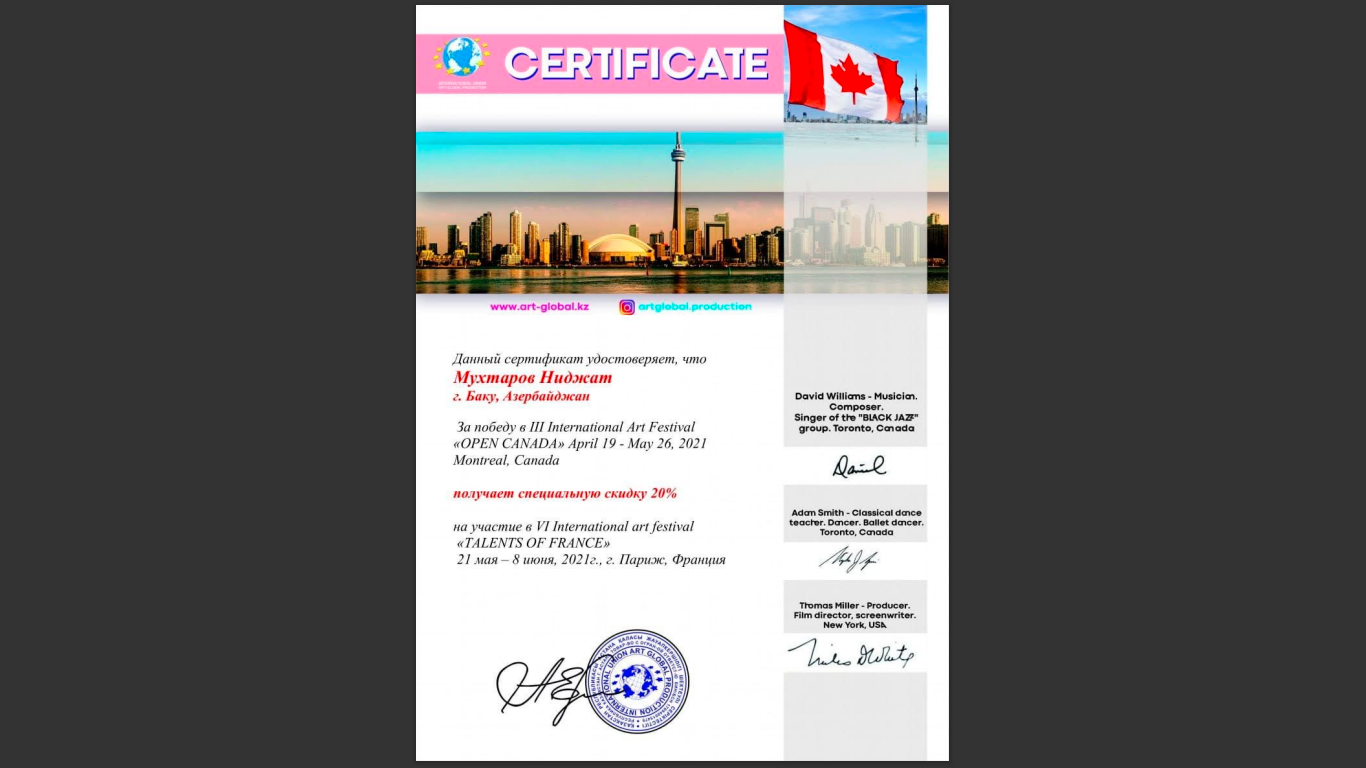 CERTIFICATE
www.art-global.kz
artglobal.production
Данный сертификат удостоверяет, что
Мухтаров Ниджат
г. Баку, Азербайджан
За победу в III International Art Festival
«OPEN CANADA» April 19 - May 26, 2021
Montreal, Canada
получает специальную скидку 20%
на участие в VI International art festival
«TALENTS OF FRANCE»
21 мая – 8 июня, 2021г., г. Париж, Франция
David Williams - Musician.
Composer.
Singer of the "BLACK JAZZ"
group. Toronto, Canada
Adam Smith - Classical dance
teacher. Dancer. Ballet dancer.
Toronto, Canada
Thomas Miller - Producer.
Film director, screenwriter.
New York, USA
INTERNATIONAL UNION ART GLOBAL PRODUCTION